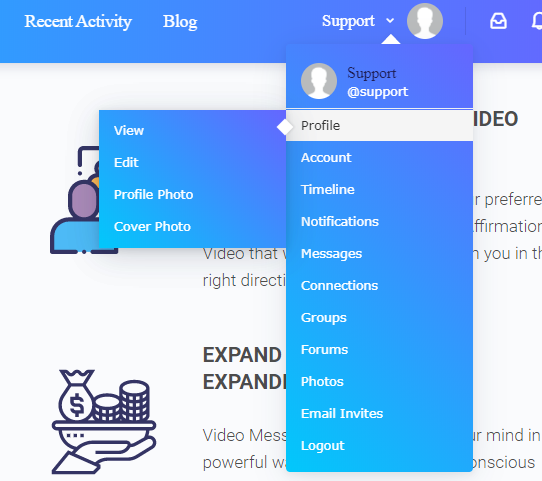 Recent Activity
Blog
Support
Support
@support
Profile
Account
Timeline
Notifications
Messages
Connections
Groups
Forums
Photos
Email Invites
Logout
View
Edit
Profile Photo
Cover Photo
IDEO
r preferre
ffirmation
Video that
n you in th
right directi
EXPAND
EXPANDI
Video Mess
ur mind in
powerful wa
onscious
$